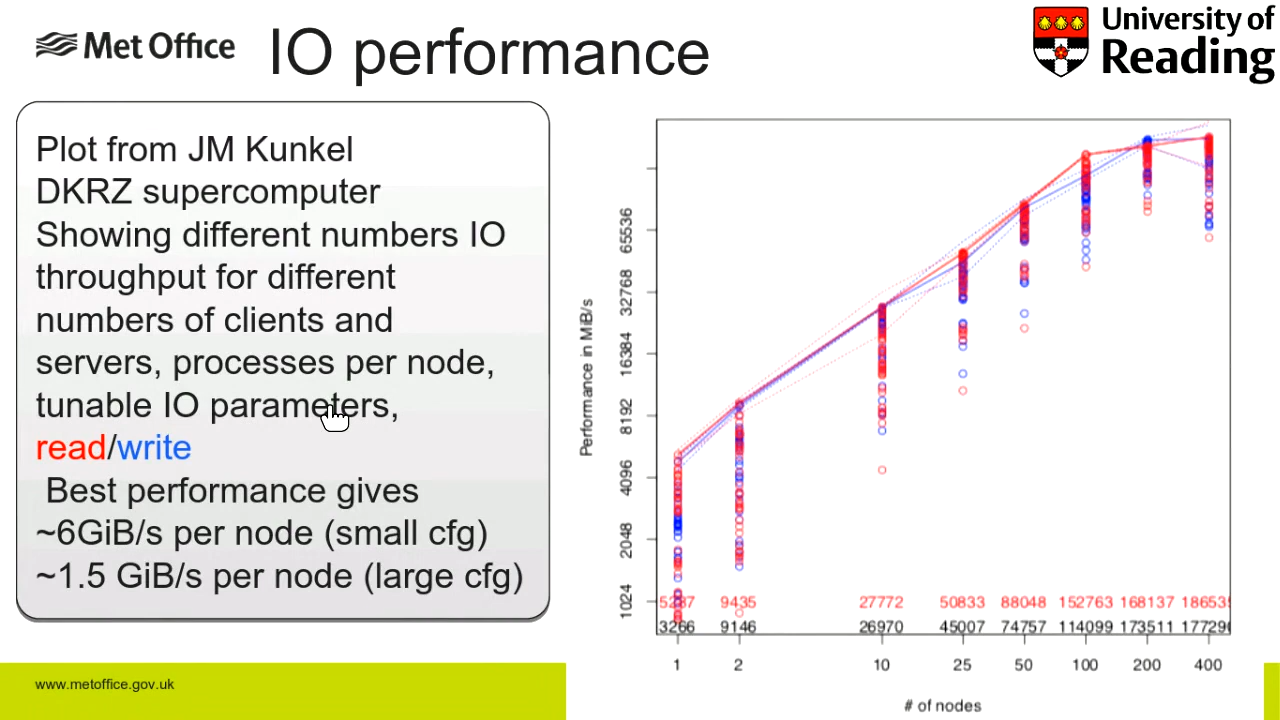 Met Office
IO performance
University of
Reading
Plot from JM Kunkel
DKRZ supercomputer
Showing different numbers IO
throughput for different
numbers of clients and
servers, processes per node,
tunable IO parameters,
read/write
Best performance gives
~6GiB/s per node (small cfg)
~1.5 GiB/s per node (large cfg)
Performance in MiB/s
65536
32768
16384
8192
4096
2048
1024
9435 27772 50833 88048 152763 168137 18653
3266 9146 26970 45007 74757 114099 173511 17729
1 2 10 25 50 100 200 400
# of nodes
www.metoffice.gov.uk